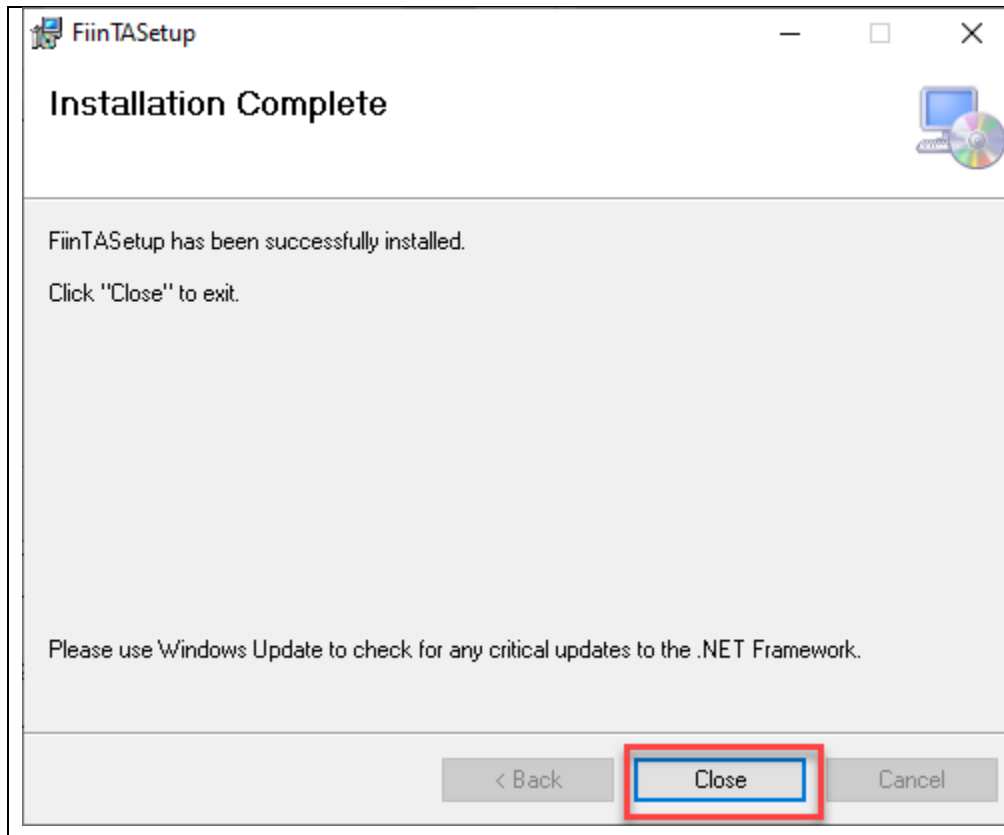 FiinTASetup
Installation Complete
FiinTASetup has been successfully installed.
Click "Close" to exit.
Please use Windows Update to check for any critical updates to the .NET Framework.
< Back
Close
Cancel